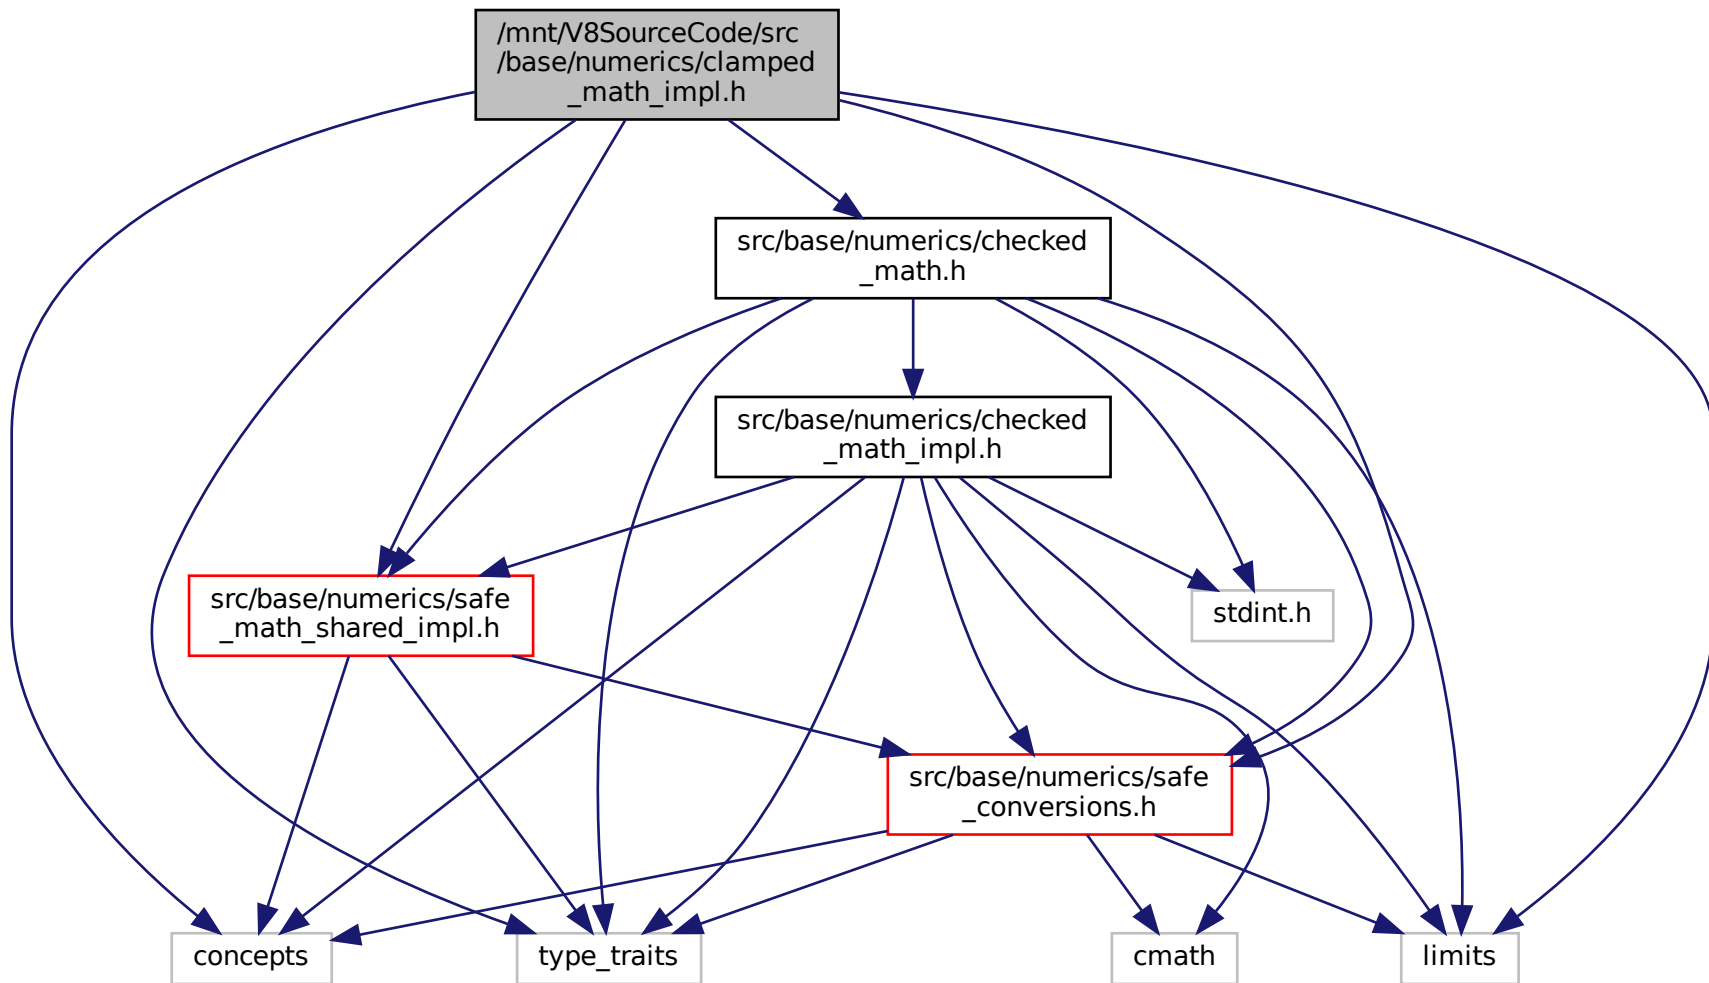 /mnt/V8SourceCode/src
/base/numerics/clamped
_math_impl.h
src/base/numerics/checked
_math.h
src/base/numerics/checked
_math_impl.h
src/base/numerics/safe
_math_shared_impl.h
stdint.h
src/base/numerics/safe
_conversions.h
concepts
type_traits
cmath
limits